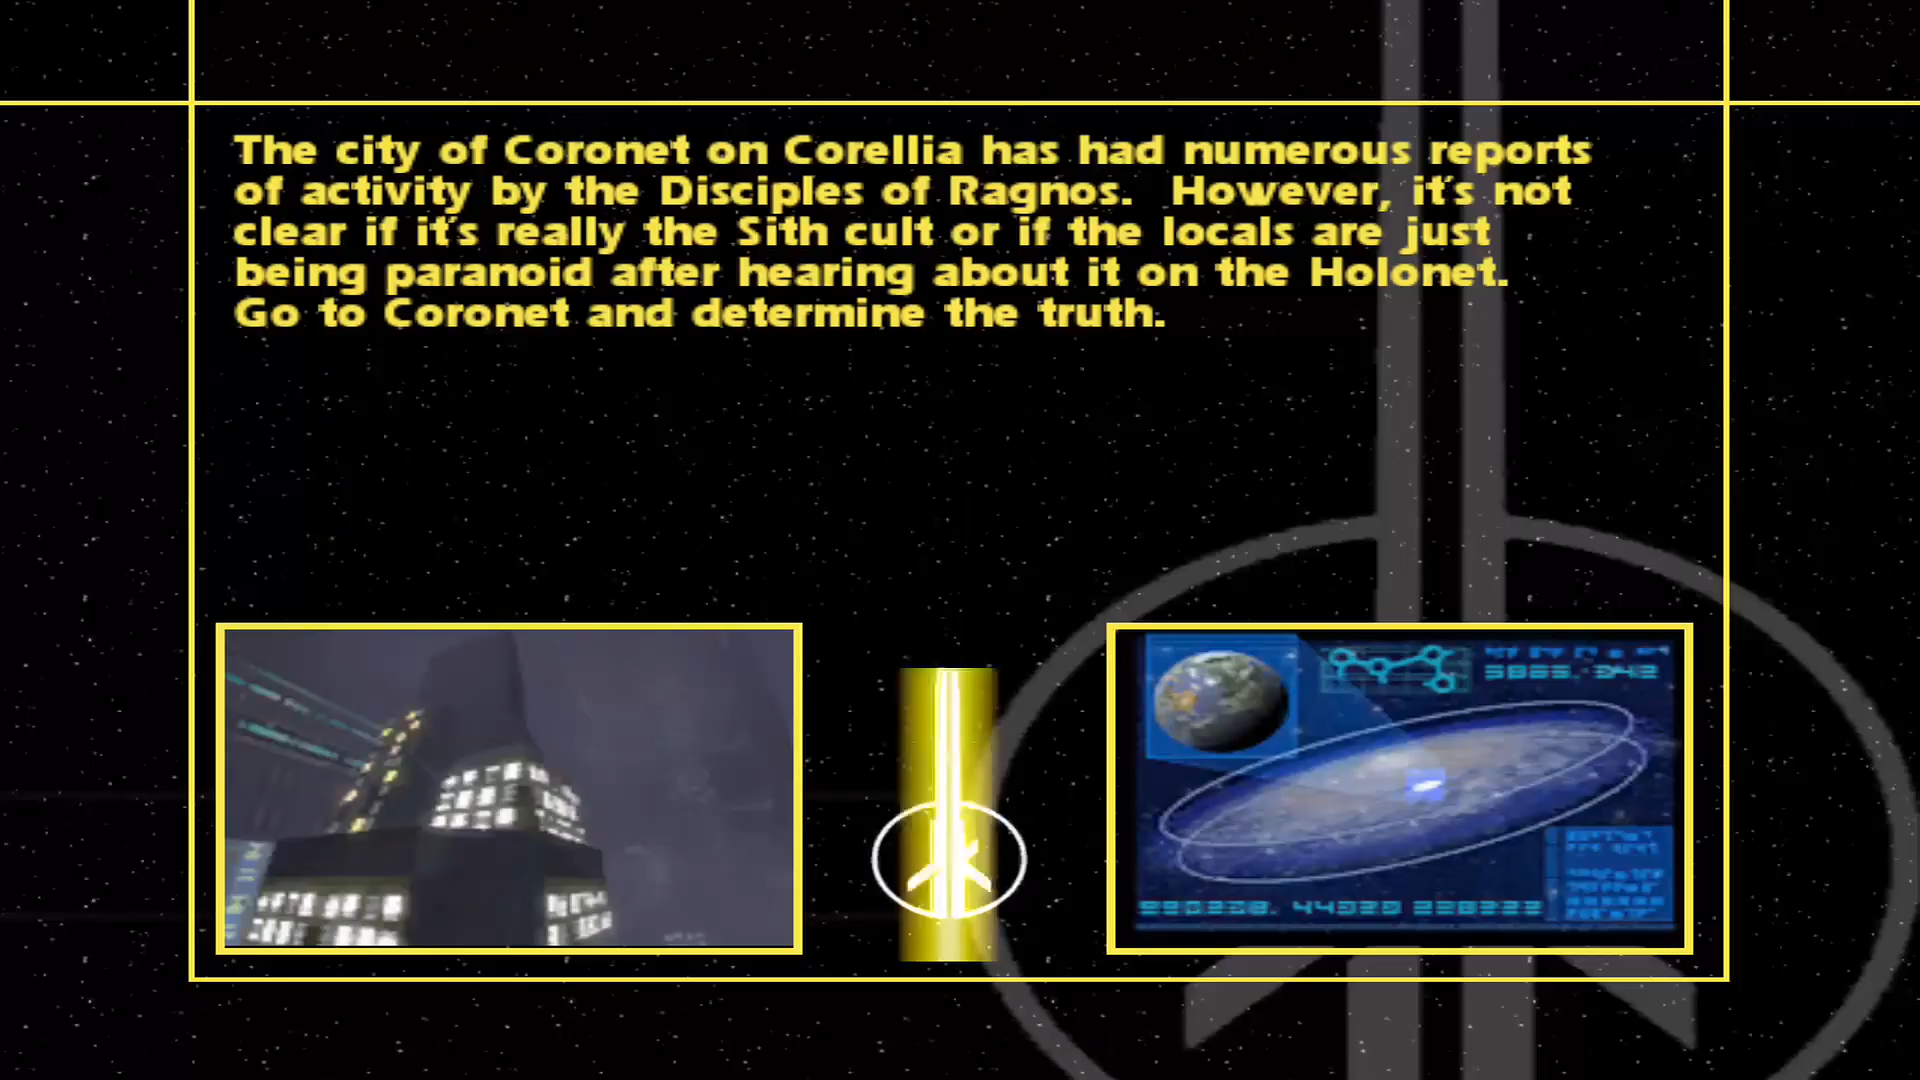 The city of Coronet on Corellia has had numerous reports
of activity by the Disciples of Ragnos.  However, it's not
clear if it's really the Sith cult or if the locals are just
being paranoid after hearing about it on the Holonet.
Go to Coronet and determine the truth.